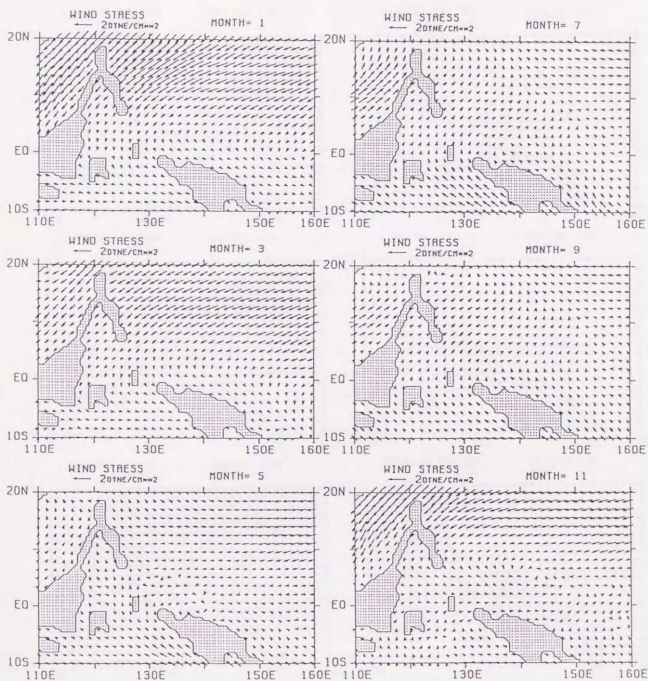 WIND STRESS
2DYNE/CM**2
MONTH= 1
20N
EQ
10S
110E
130E
150E
160E
WIND STRESS
2DYNE/CM**2
MONTH= 7
20N
EQ
10S
110E
130E
150E
160E
WIND STRESS
2DYNE/CM**2
MONTH= 3
20N
EQ
10S
110E
130E
150E
160E
WIND STRESS
2DYNE/CM**2
MONTH= 9
20N
EQ
10S
110E
130E
150E
160E
WIND STRESS
2DYNE/CM**2
MONTH= 5
20N
EQ
10S
110E
130E
150E
160E
WIND STRESS
2DYNE/CM**2
MONTH= 11
20N
EQ
10S
110E
130E
150E
160E